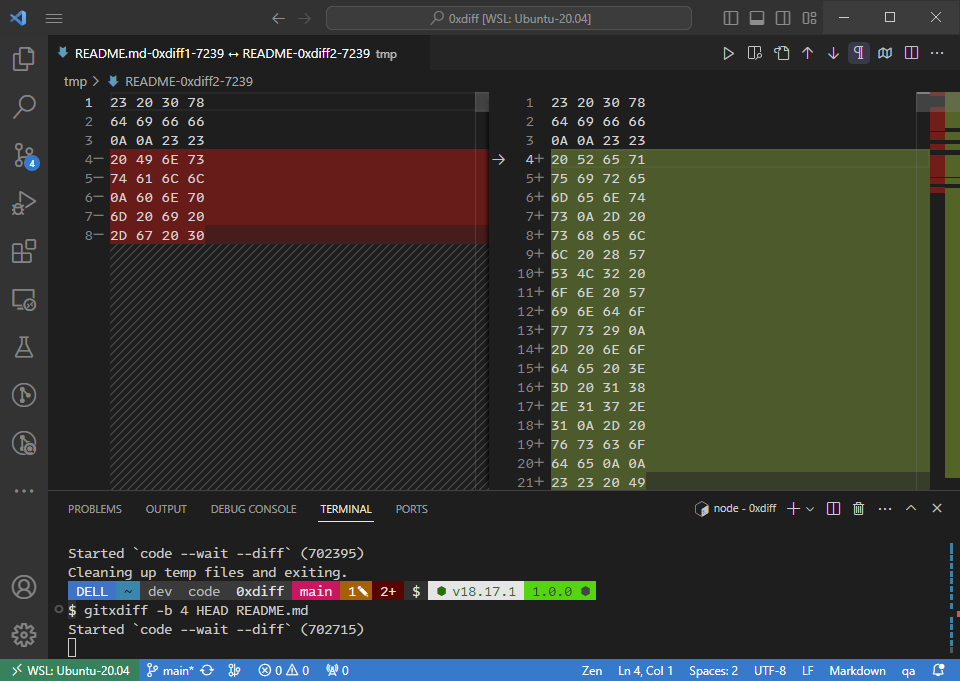 0xdiff [WSL: Ubuntu-20.04]
README.md-0xdiff1-7239 ↔ README-0xdiff2-7239 tmp
tmp > README-0xdiff2-7239
1 23 20 30 78
2 64 69 66 66
3 0A 0A 23 23
4− 20 49 6E 73
5− 74 61 6C 6C
6− 0A 60 6E 70
7− 6D 20 69 20
8− 2D 67 20 30
1 23 20 30 78
2 64 69 66 66
3 0A 0A 23 23
4+ 20 52 65 71
5+ 75 69 72 65
6+ 6D 65 6E 74
7+ 73 0A 2D 20
8+ 73 68 65 6C
9+ 6C 20 28 57
10+ 53 4C 32 20
11+ 6F 6E 20 57
12+ 69 6E 64 6F
13+ 77 73 29 0A
14+ 2D 20 6E 6F
15+ 64 65 20 3E
16+ 3D 20 31 38
17+ 2E 31 37 2E
18+ 31 0A 2D 20
19+ 76 73 63 6F
20+ 64 65 0A 0A
21+ 23 23 20 49
4
PROBLEMS OUTPUT DEBUG CONSOLE TERMINAL PORTS
node - 0xdiff
Started `code --wait --diff` (702395)
Cleaning up temp files and exiting.
DELL ~ dev code 0xdiff main 1✎ 2+ $ ⬢ v18.17.1 1.0.0 ⬢
$ gitxdiff -b 4 HEAD README.md
Started `code --wait --diff` (702715)
WSL: Ubuntu-20.04 main* 0 0 0 Zen Ln 4, Col 1 Spaces: 2 UTF-8 LF Markdown qa